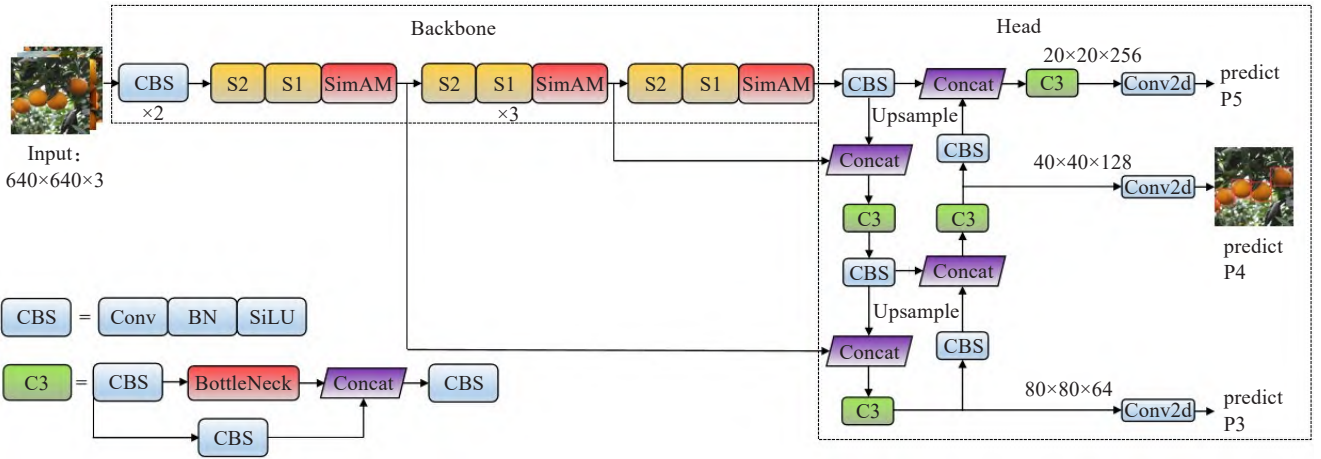 Backbone
Head
CBS
×2
S2 S1 SimAM
S2 S1 SimAM
×3
S2 S1 SimAM
CBS
Concat
20×20×256
C3
Conv2d
predict
P5
Input：
640×640×3
Upsample
Concat
CBS
40×40×128
Conv2d
predict
P4
C3
C3
CBS
Concat
Upsample
Concat
CBS
C3
80×80×64
Conv2d
predict
P3
CBS = Conv BN SiLU
C3 = CBS BottleNeck Concat CBS
CBS